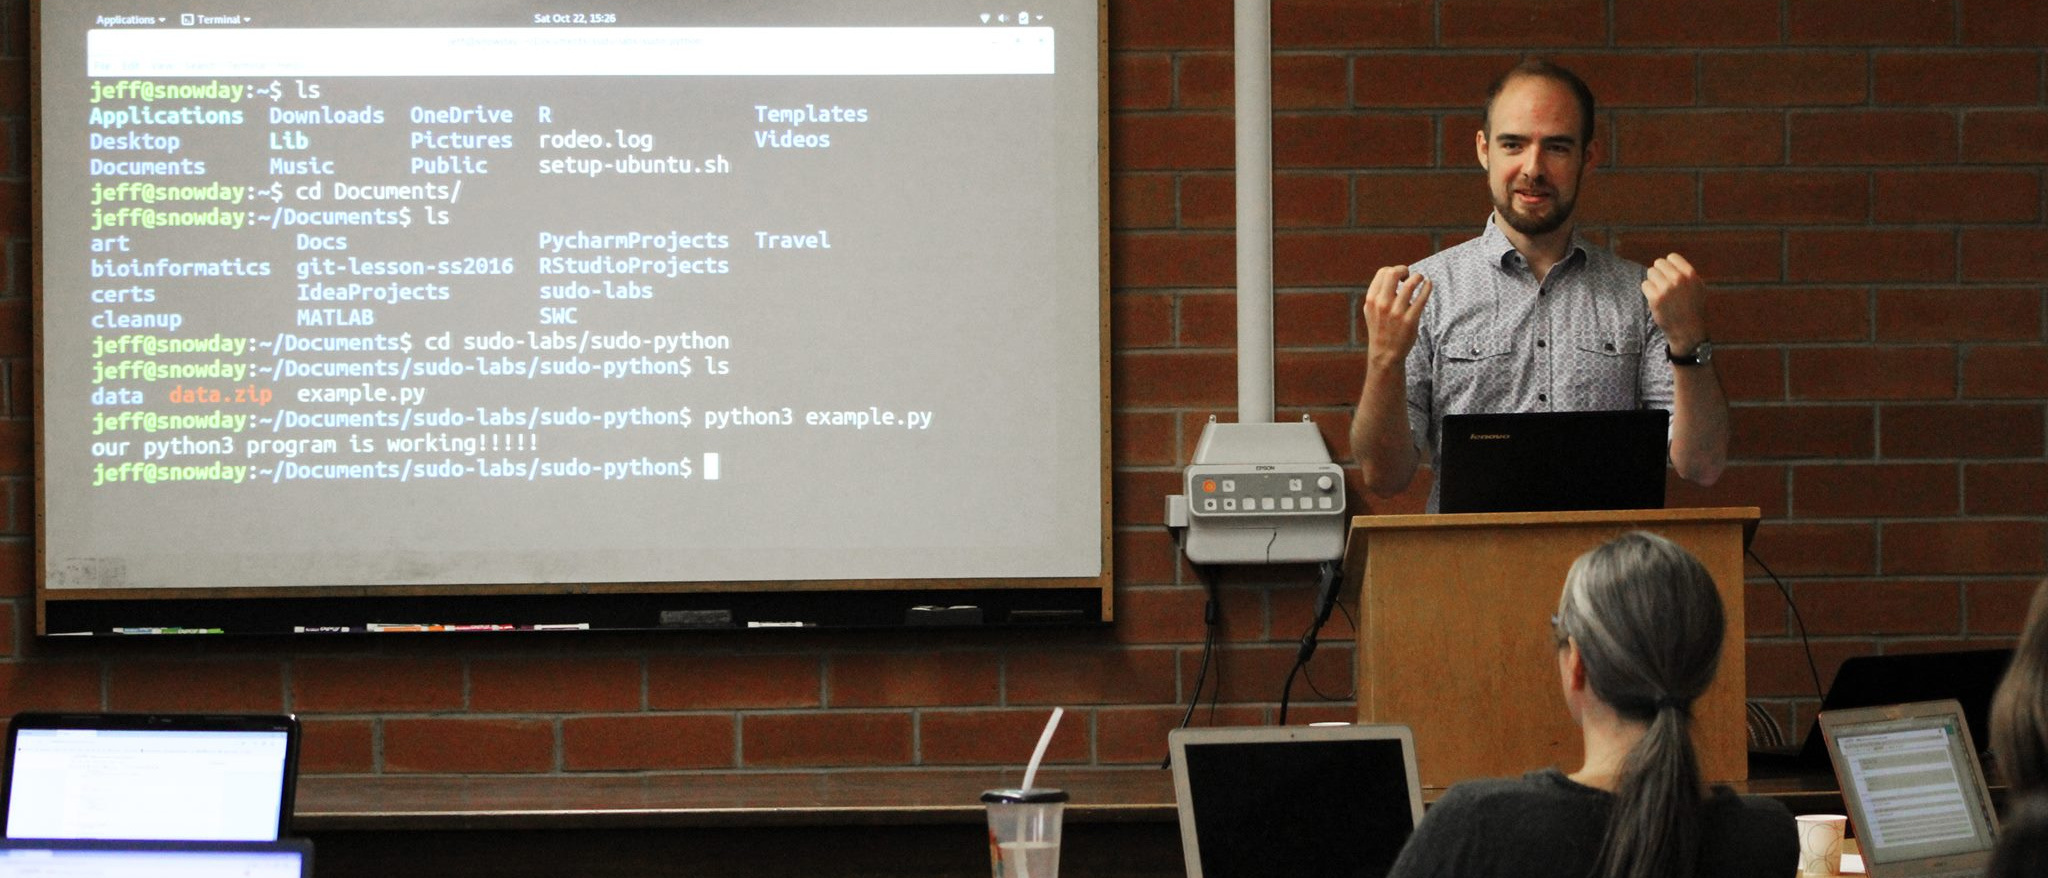 Applications Terminal Sat Oct 22, 15:26
jeff@snowday:~$ ls
Applications Downloads OneDrive R Templates
Desktop Lib Pictures rodeo.log Videos
Documents Music Public setup-ubuntu.sh
jeff@snowday:~$ cd Documents/
jeff@snowday:~/Documents$ ls
art Docs PycharmProjects Travel
bioinformatics git-lesson-ss2016 RStudioProjects
certs IdeaProjects sudo-labs
cleanup MATLAB SWC
jeff@snowday:~/Documents$ cd sudo-labs/sudo-python
jeff@snowday:~/Documents/sudo-labs/sudo-python$ ls
data data.zip example.py
jeff@snowday:~/Documents/sudo-labs/sudo-python$ python3 example.py
our python3 program is working!!!!!
jeff@snowday:~/Documents/sudo-labs/sudo-python$
lenovo
EPSON